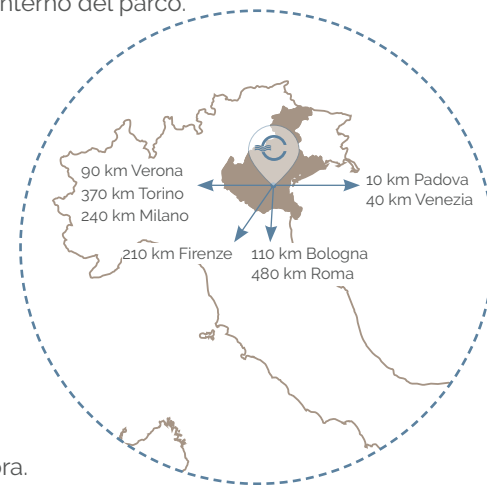 nterno del parco.
90 km Verona
370 km Torino
240 km Milano
10 km Padova
40 km Venezia
210 km Firenze
110 km Bologna
480 km Roma
ora.